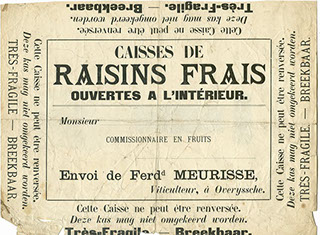 Très-Fragile. — Breekbaar.
Deze kas mag niet omgekeerd worden.
Cette Caisse ne peut être renversée.
Cette Caisse ne peut être renversée.
Deze kas mag niet omgekeerd worden.
TRÈS-FRAGILE — BREEKBAAR.
CAISSES DE
RAISINS FRAIS
OUVERTES A L'INTÉRIEUR.
Monsieur
COMMISSIONNAIRE EN FRUITS
Envoi de Ferdd MEURISSE,
Viticulteur, à Overyssche.
Cette Caisse ne peut être renversée.
Deze kas mag niet omgekeerd worden.
TRÈS-FRAGILE — BREEKBAAR.
Cette Caisse ne peut être renversée.
Deze kas mag niet omgekeerd worden.
Très-Fragile — Breekbaar.